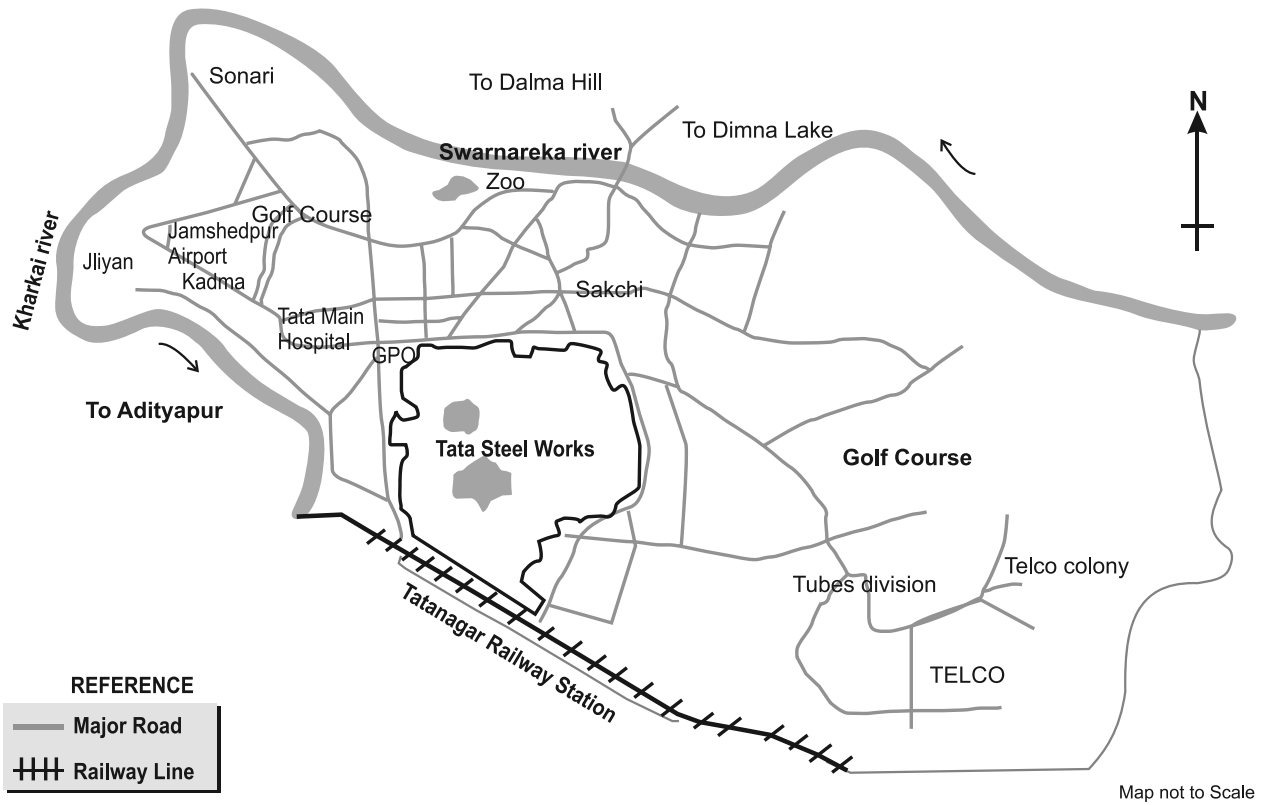 Sonari
To Dalma Hill
N
To Dimna Lake
Swarnareka river
Zoo
Golf Course
Jamshedpur
Airport
Kadma
Kharkai river
Jliyan
Sakchi
Tata Main
Hospital
GPO
To Adityapur
Tata Steel Works
Golf Course
Telco colony
Tubes division
Tatanagar Railway Station
TELCO
REFERENCE
Major Road
Railway Line
Map not to Scale